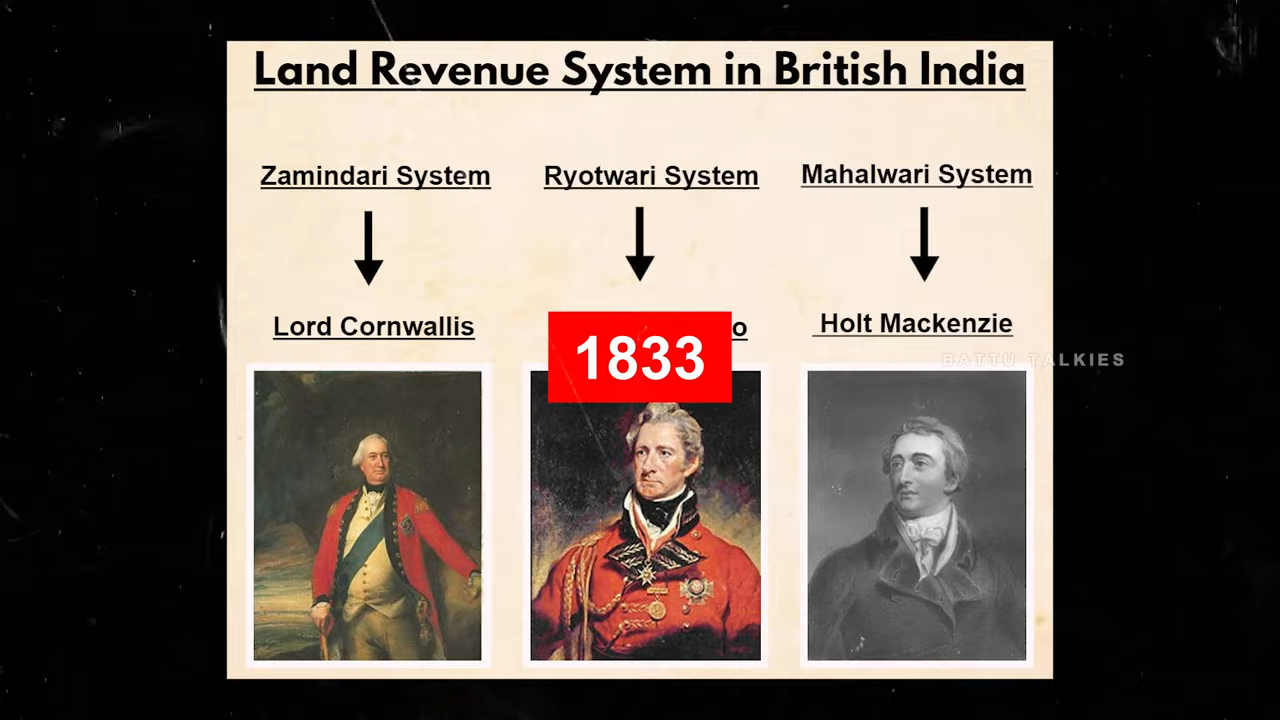 Land Revenue System in British India
Zamindari System
Ryotwari System
Mahalwari System
Lord Cornwallis
1833
Holt Mackenzie
BATTU TALKIES